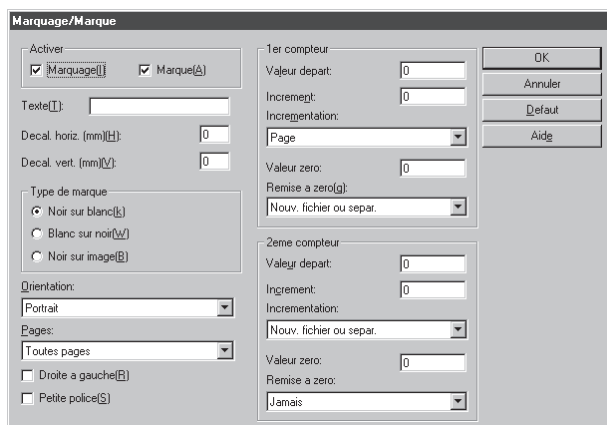 Marquage/Marque
Activer
Marquage(I)
Marque(A)
Texte(T):
Decal. horiz. (mm)(H): 0
Decal. vert. (mm)(V): 0
Type de marque
Noir sur blanc(k)
Blanc sur noir(W)
Noir sur image(B)
Orientation:
Portrait
Pages:
Toutes pages
Droite a gauche(R)
Petite police(S)
1er compteur
Valeur depart: 0
Increment: 0
Incrementation:
Page
Valeur zero: 0
Remise a zero(g):
Nouv. fichier ou separ.
2eme compteur
Valeur depart: 0
Increment: 0
Incrementation:
Nouv. fichier ou separ.
Valeur zero: 0
Remise a zero:
Jamais
OK
Annuler
Defaut
Aide